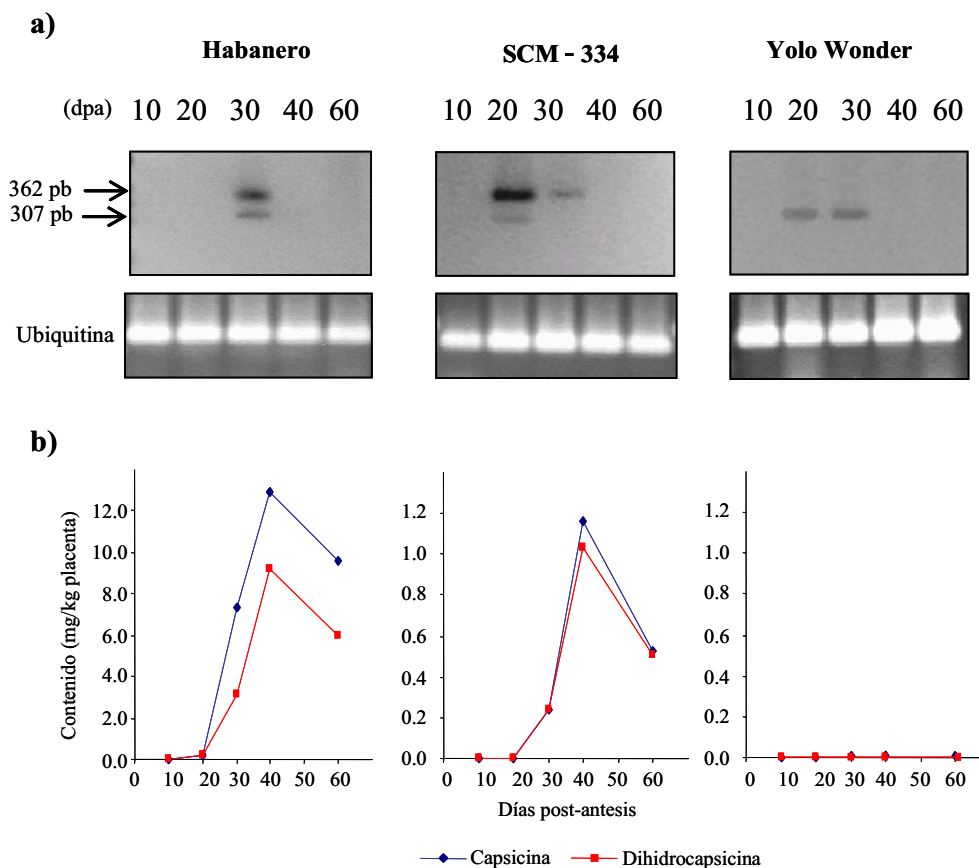 a)
Habanero SCM - 334 Yolo Wonder
(dpa) 10 20 30 40 60 10 20 30 40 60 10 20 30 40 60
362 pb
307 pb
Ubiquitina
b)
Contenido (mg/kg placenta)
12.0
10.0
8.0
6.0
4.0
2.0
0.0
0 10 20 30 40 50 60
1.2
1.0
0.8
0.6
0.4
0.2
0.0
0 10 20 30 40 50 60
1.2
1.0
0.8
0.6
0.4
0.2
0.0
0 10 20 30 40 50 60
Días post-antesis
Capsicina Dihidrocapsicina